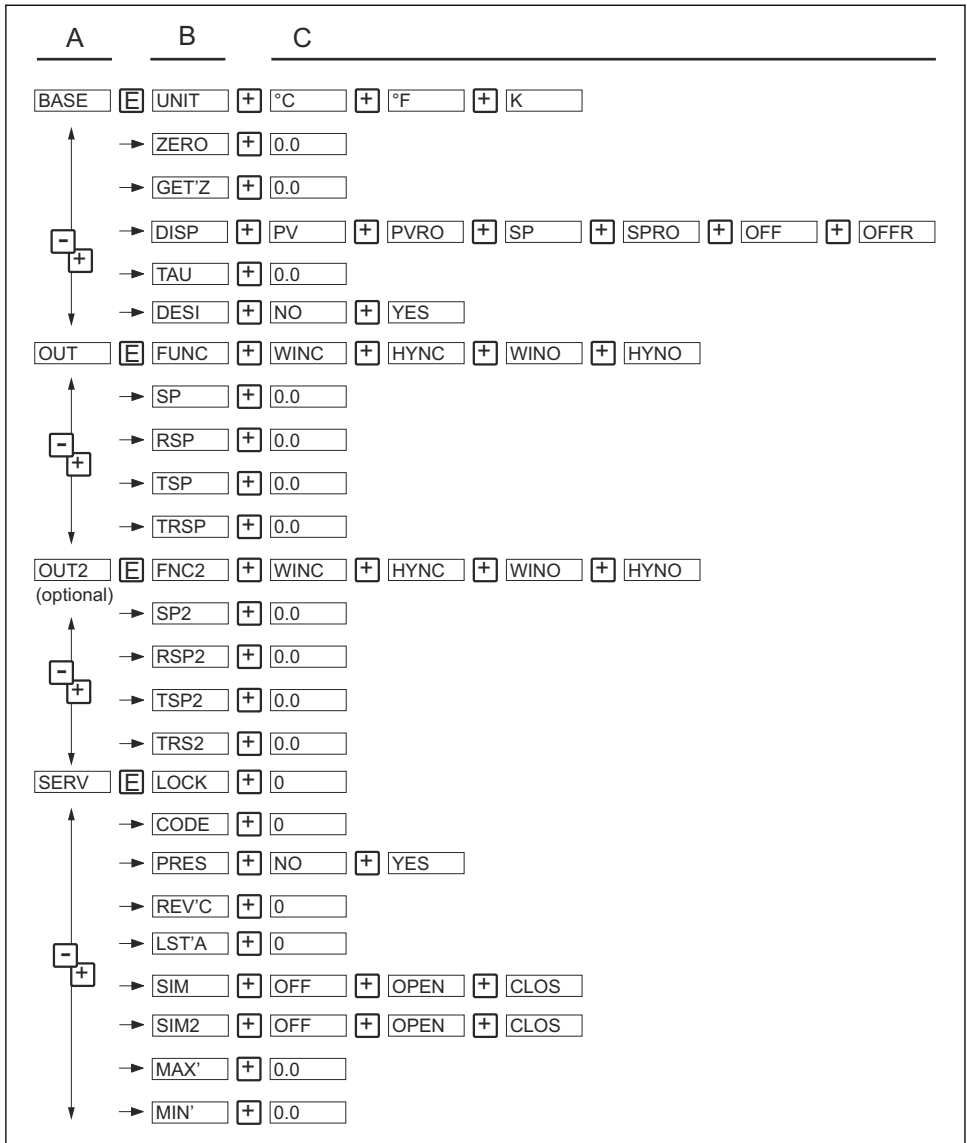 A B C
BASE E UNIT + °C + °F + K
ZERO + 0.0
GET'Z + 0.0
DISP + PV + PVRO + SP + SPRO + OFF + OFFR
- +
TAU + 0.0
DESI + NO + YES
OUT E FUNC + WINC + HYNC + WINO + HYNO
SP + 0.0
RSP + 0.0
- +
TSP + 0.0
TRSP + 0.0
OUT2 E FNC2 + WINC + HYNC + WINO + HYNO
(optional)
SP2 + 0.0
RSP2 + 0.0
- +
TSP2 + 0.0
TRS2 + 0.0
SERV E LOCK + 0
CODE + 0
PRES + NO + YES
REV'C + 0
LST'A + 0
- +
SIM + OFF + OPEN + CLOS
SIM2 + OFF + OPEN + CLOS
MAX' + 0.0
MIN' + 0.0